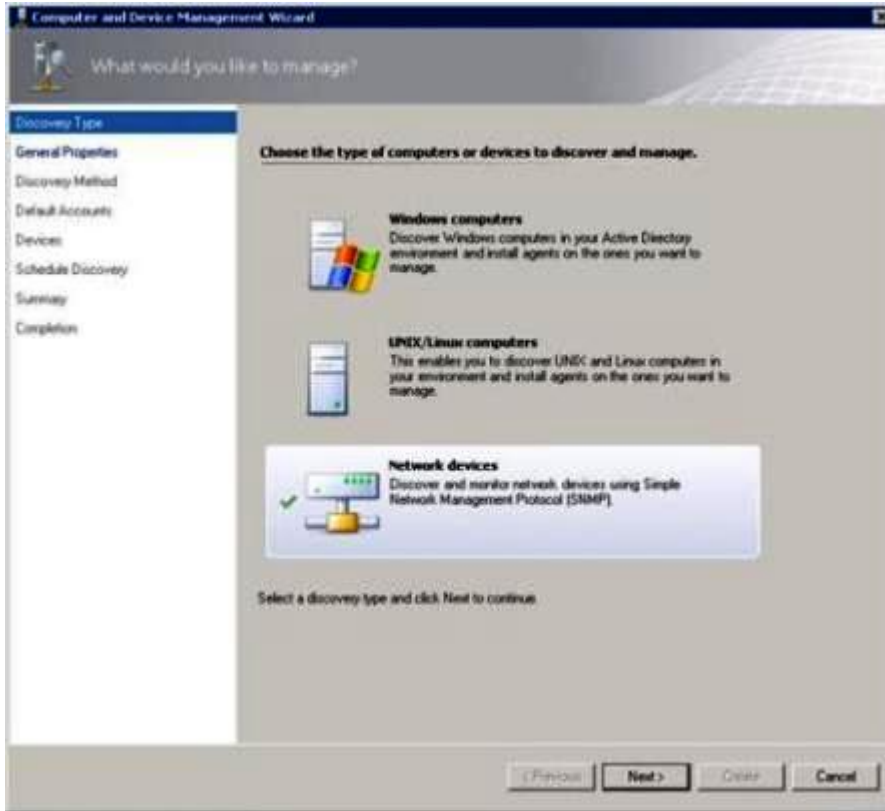 Computer and Device Management Wizard
What would you like to manage?
Discovery Type
General Properties
Discovery Method
Default Accounts
Devices
Schedule Discovery
Summary
Completion
Choose the type of computers or devices to discover and manage.
Windows computers
Discover Windows computers in your Active Directory
environment and install agents on the ones you want to
manage.
UNIX/Linux computers
This enables you to discover UNIX and Linux computers in
your environment and install agents on the ones you want to
manage.
Network devices
Discover and monitor network devices using Simple
Network Management Protocol (SNMP).
Select a discovery type and click Next to continue
< Previous
Next >
Create
Cancel